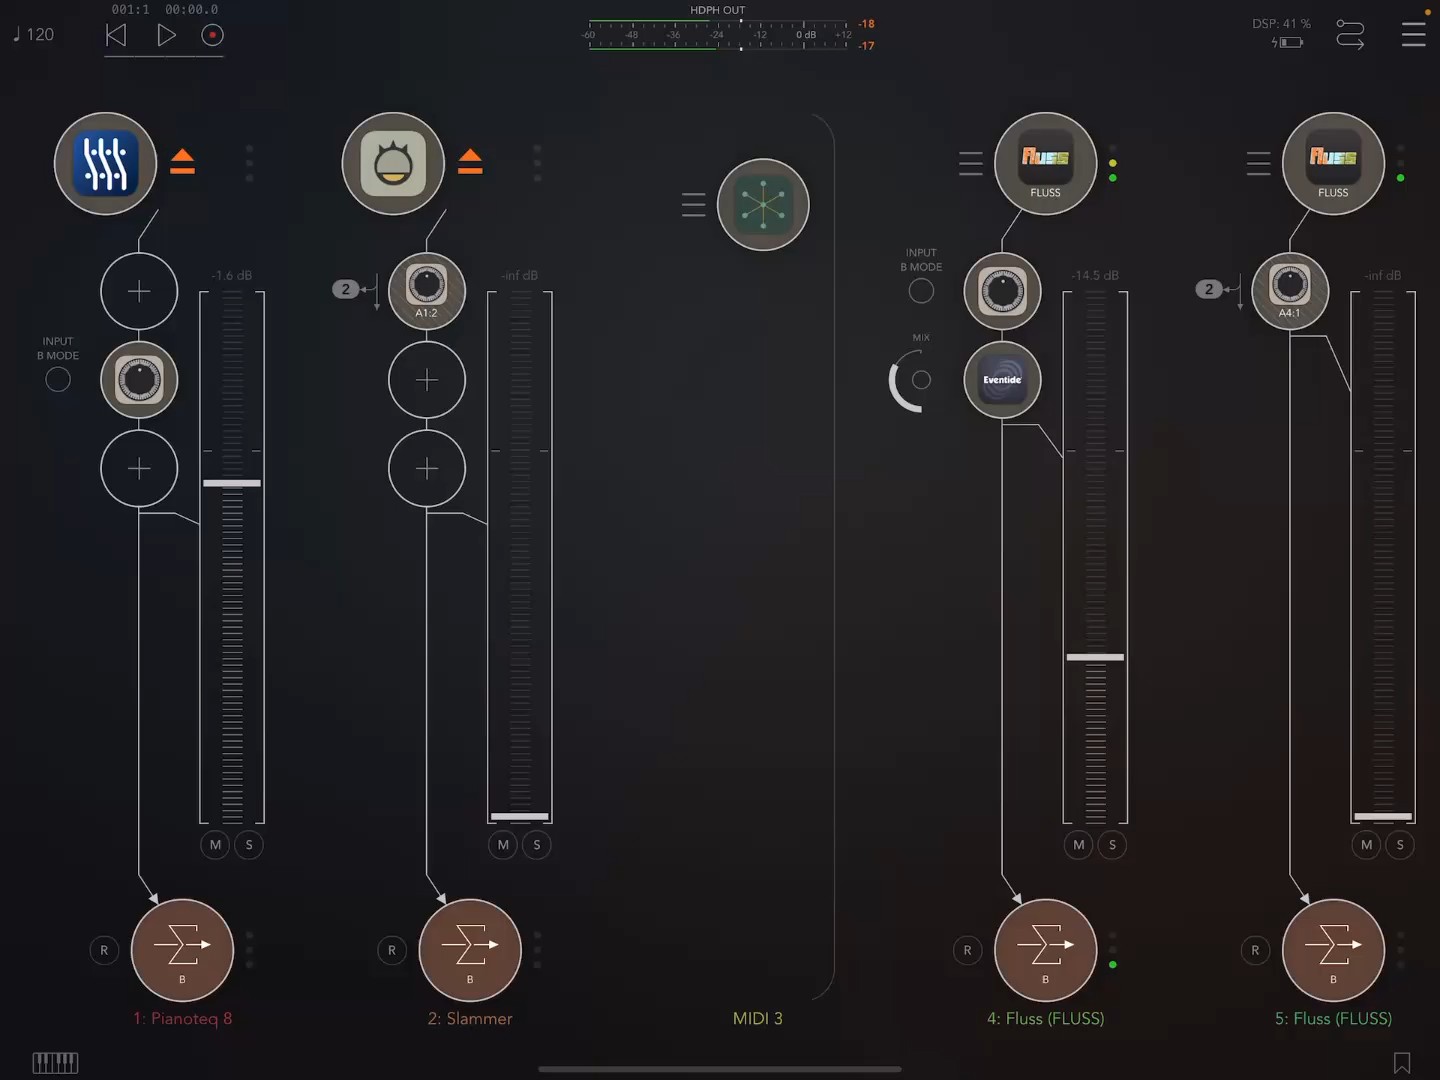 001:1 00:00.0
♩120
HDPH OUT
-60 -48 -36 -24 -12 0 dB +12
-18
-17
DSP: 41 %
fluss
FLUSS
fluss
FLUSS
INPUT
B MODE
-1.6 dB
2
A1:2
-inf dB
INPUT
B MODE
-14.5 dB
2
A4:1
-inf dB
MIX
Eventide
M S
M S
M S
M S
R
B
R
B
R
B
R
B
1: Pianoteq 8
2: Slammer
MIDI 3
4: Fluss (FLUSS)
5: Fluss (FLUSS)